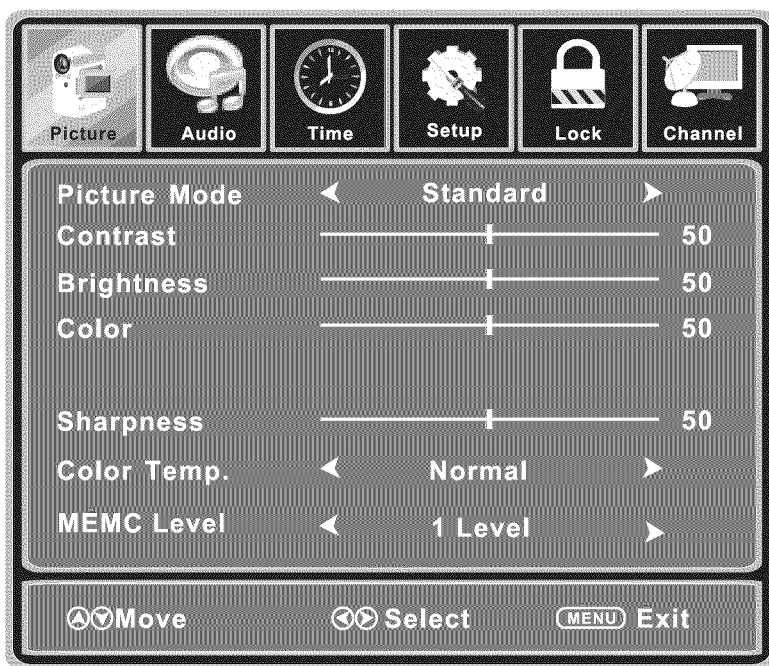 Picture Audio Time Setup Lock Channel
Picture Mode Standard
Contrast 50
Brightness 50
Color 50
Sharpness 50
Color Temp. Normal
MEMC Level 1 Level
Move Select MENU Exit